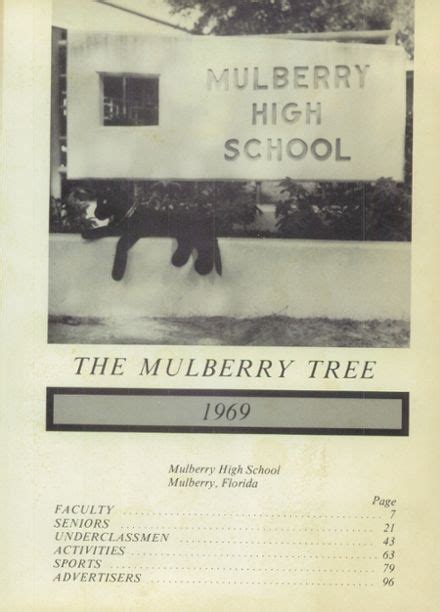 MULBERRY
HIGH
SCHOOL
THE MULBERRY TREE
1969
Mulberry High School
Mulberry, Florida
Page
FACULTY 7
SENIORS 21
UNDERCLASSMEN 43
ACTIVITIES 63
SPORTS 79
ADVERTISERS 96